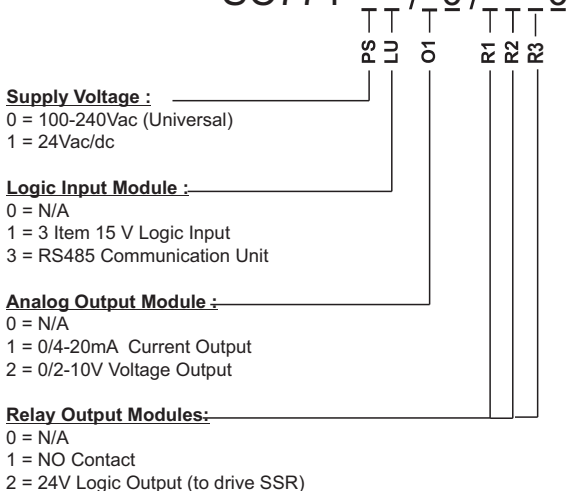 PS LU O1 R1 R2 R3
Supply Voltage :
0 = 100-240Vac (Universal)
1 = 24Vac/dc
Logic Input Module :
0 = N/A
1 = 3 Item 15 V Logic Input
3 = RS485 Communication Unit
Analog Output Module :
0 = N/A
1 = 0/4-20mA Current Output
2 = 0/2-10V Voltage Output
Relay Output Modules:
0 = N/A
1 = NO Contact
2 = 24V Logic Output (to drive SSR)